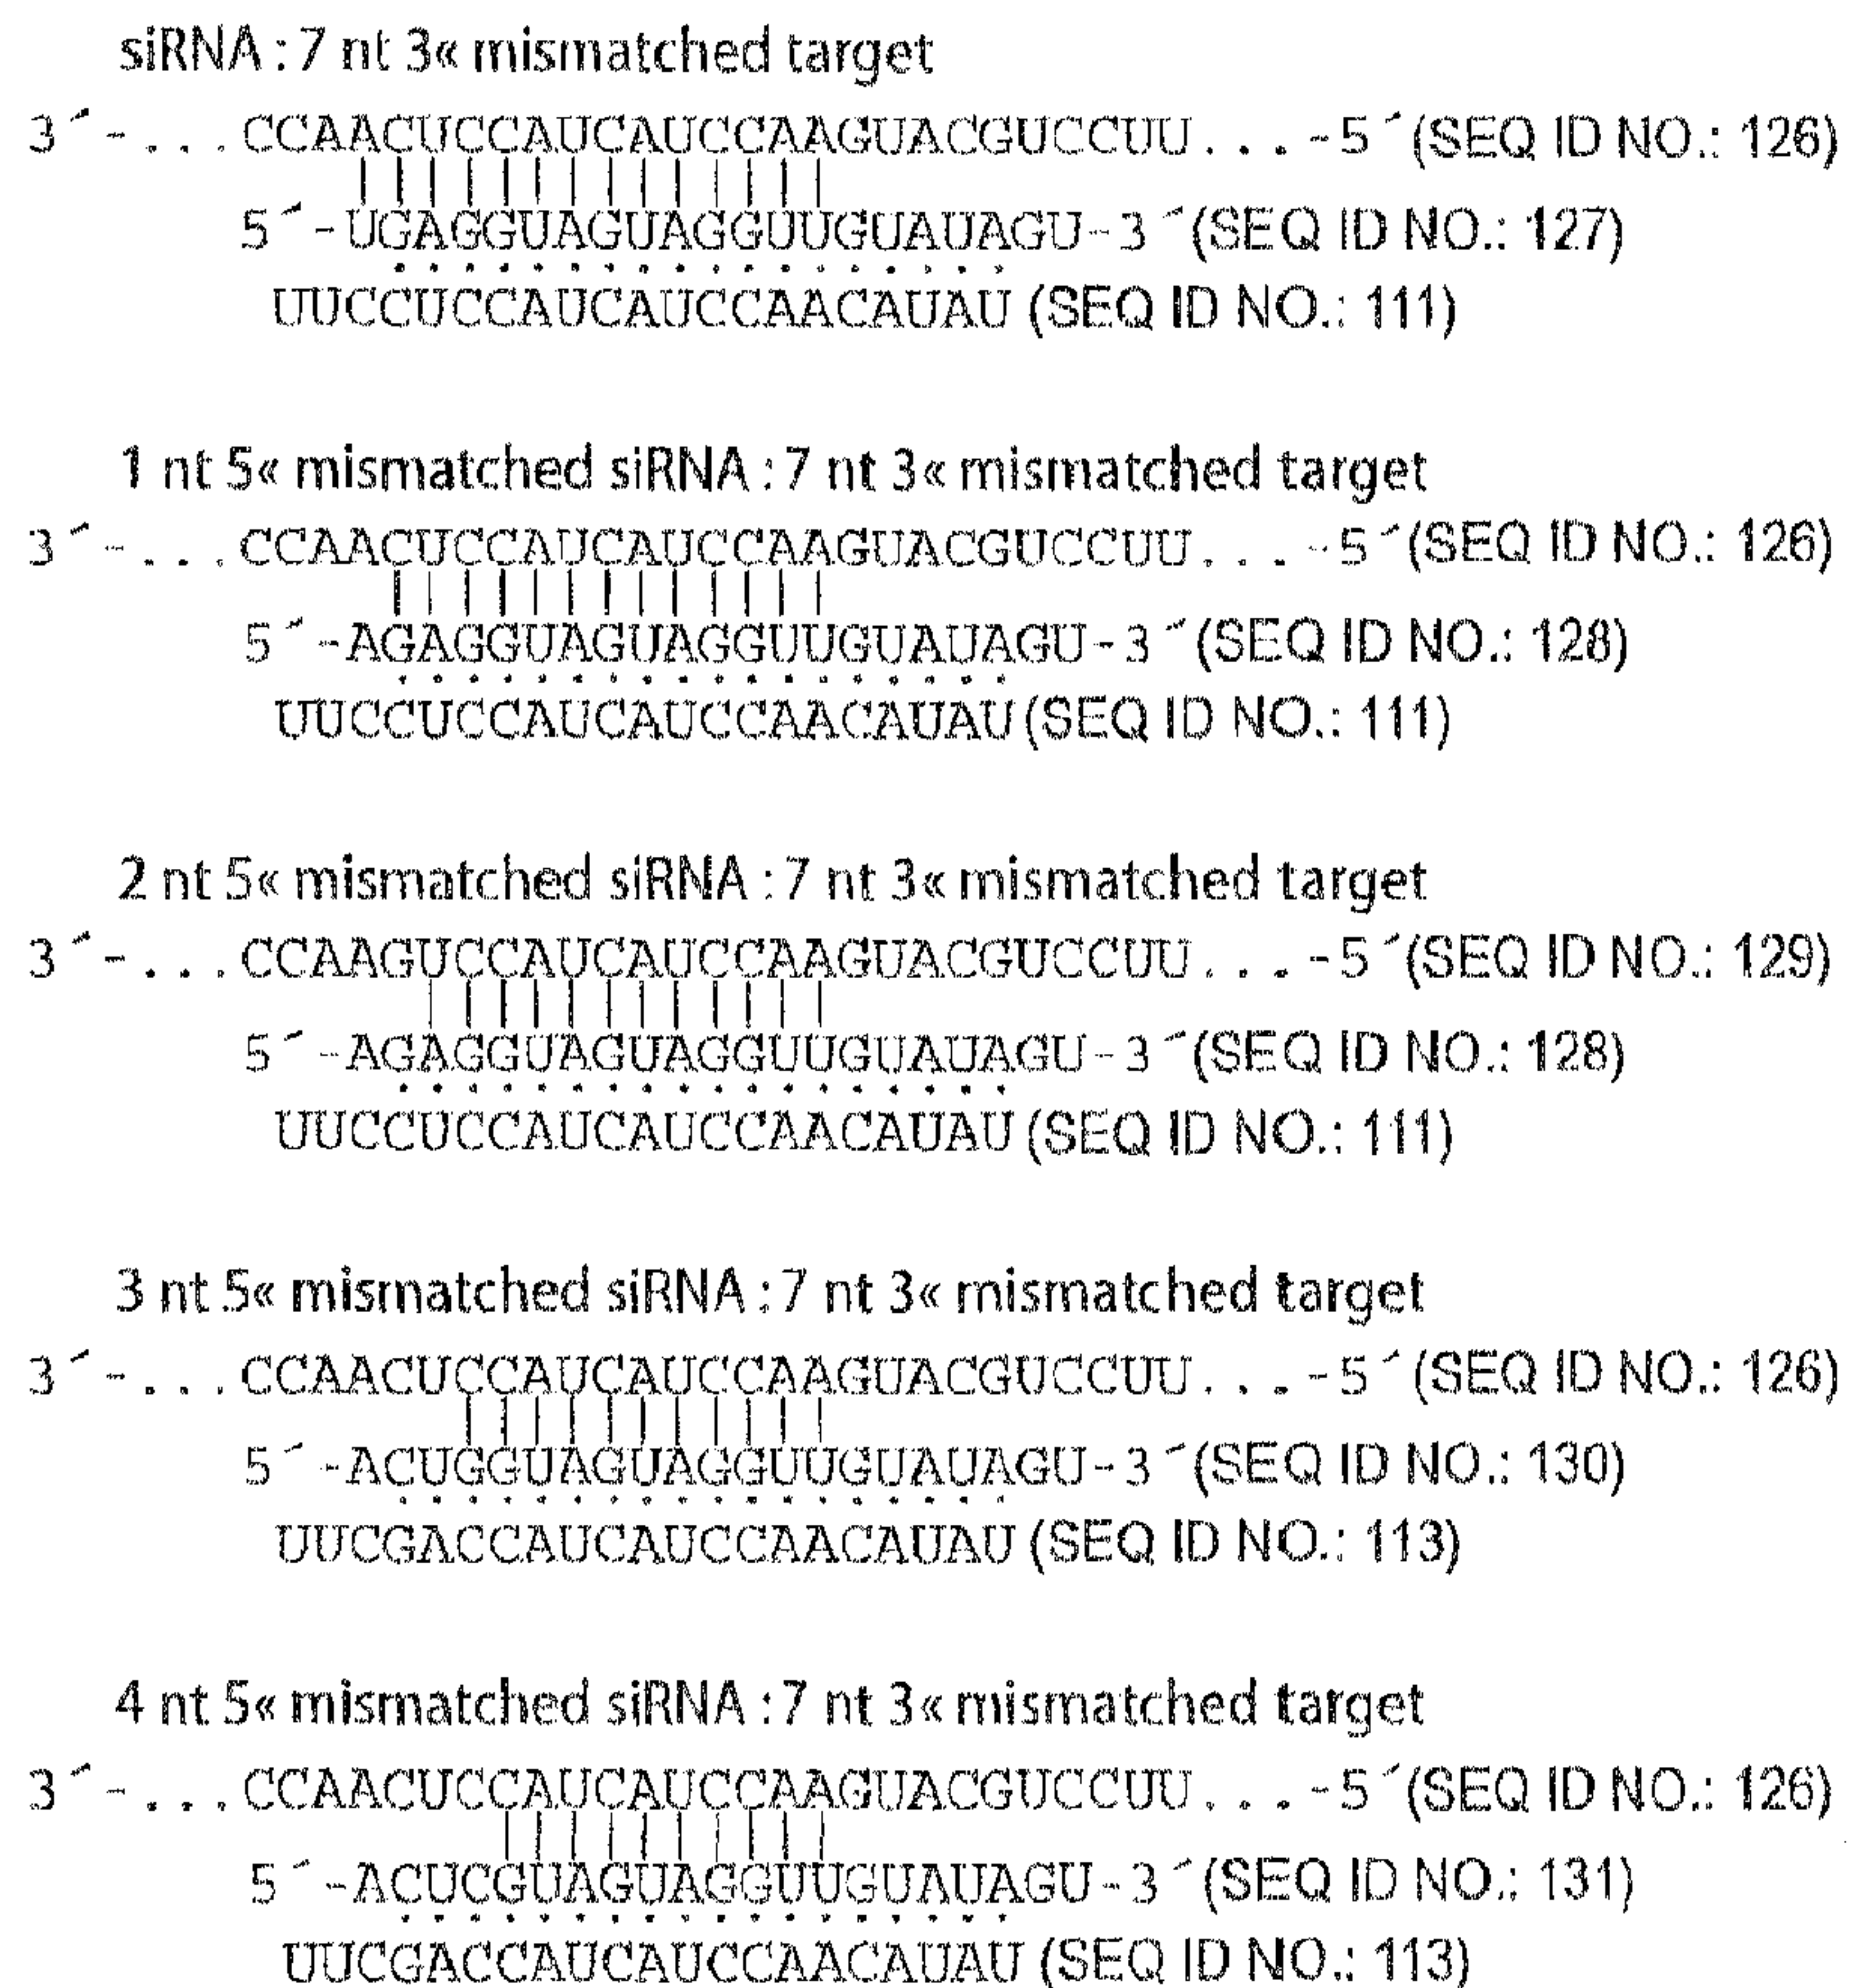 siRNA : 7 nt 3« mismatched target
3´-...CCAACUCCAUCAUCCAAGUACGUCCUU...-5´(SEQ ID NO.: 126)
5´-UGAGGUAGUAGGUUGUAUAGU-3´(SEQ ID NO.: 127)
UUCCUCCAUCAUCCAACAUAU (SEQ ID NO.: 111)
1 nt 5« mismatched siRNA : 7 nt 3« mismatched target
3´-...CCAACUCCAUCAUCCAAGUACGUCCUU...-5´(SEQ ID NO.: 126)
5´-AGAGGUAGUAGGUUGUAUAGU-3´(SEQ ID NO.: 128)
UUCCUCCAUCAUCCAACAUAU (SEQ ID NO.: 111)
2 nt 5« mismatched siRNA : 7 nt 3« mismatched target
3´-...CCAAGUCCAUCAUCCAAGUACGUCCUU...-5´(SEQ ID NO.: 129)
5´-AGAGGUAGUAGGUUGUAUAGU-3´(SEQ ID NO.: 128)
UUCCUCCAUCAUCCAACAUAU (SEQ ID NO.: 111)
3 nt 5« mismatched siRNA : 7 nt 3« mismatched target
3´-...CCAACUCCAUCAUCCAAGUACGUCCUU...-5´(SEQ ID NO.: 126)
5´-ACUGGUAGUAGGUUGUAUAGU-3´(SEQ ID NO.: 130)
UUCGACCAUCAUCCAACAUAU (SEQ ID NO.: 113)
4 nt 5« mismatched siRNA : 7 nt 3« mismatched target
3´-...CCAACUCCAUCAUCCAAGUACGUCCUU...-5´(SEQ ID NO.: 126)
5´-ACUCGUAGUAGGUUGUAUAGU-3´(SEQ ID NO.: 131)
UUCGACCAUCAUCCAACAUAU (SEQ ID NO.: 113)